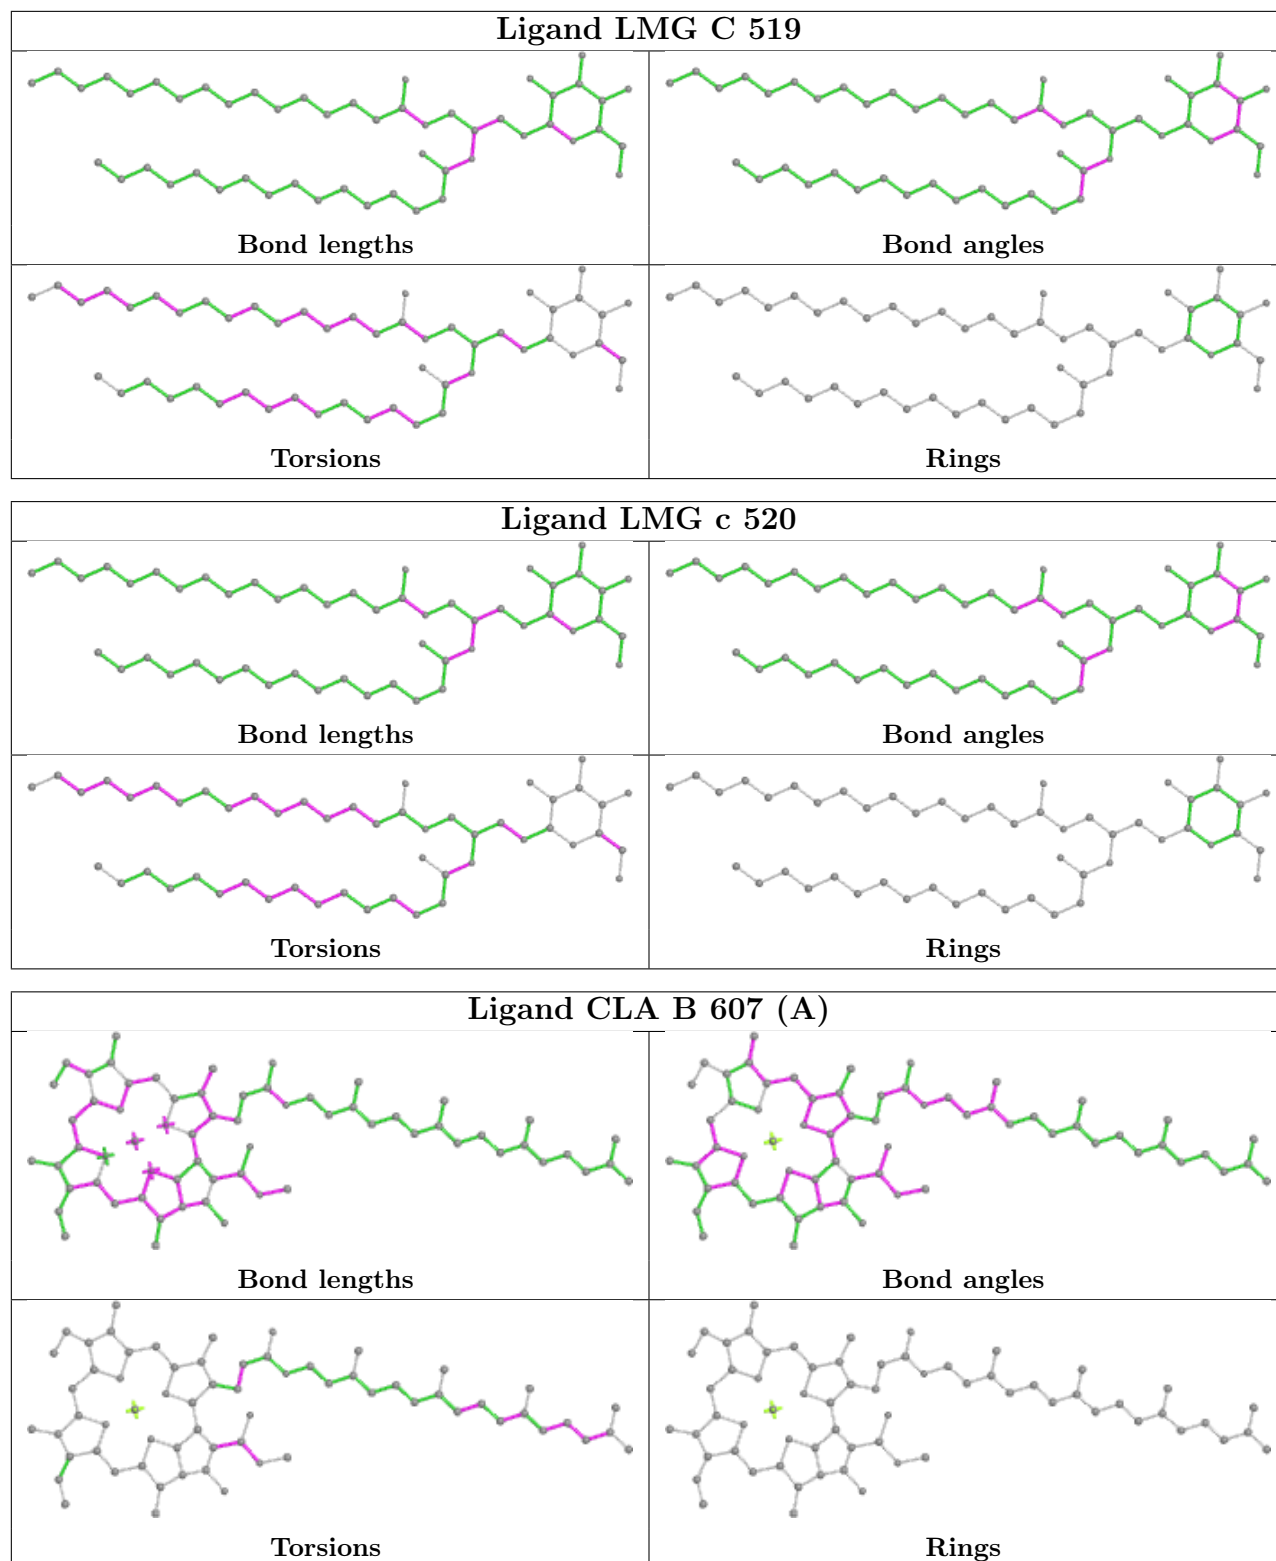 Ligand LMG C 519
Bond lengths
Bond angles
Torsions
Rings
Ligand LMG c 520
Bond lengths
Bond angles
Torsions
Rings
Ligand CLA B 607 (A)
Bond lengths
Bond angles
Torsions
Rings